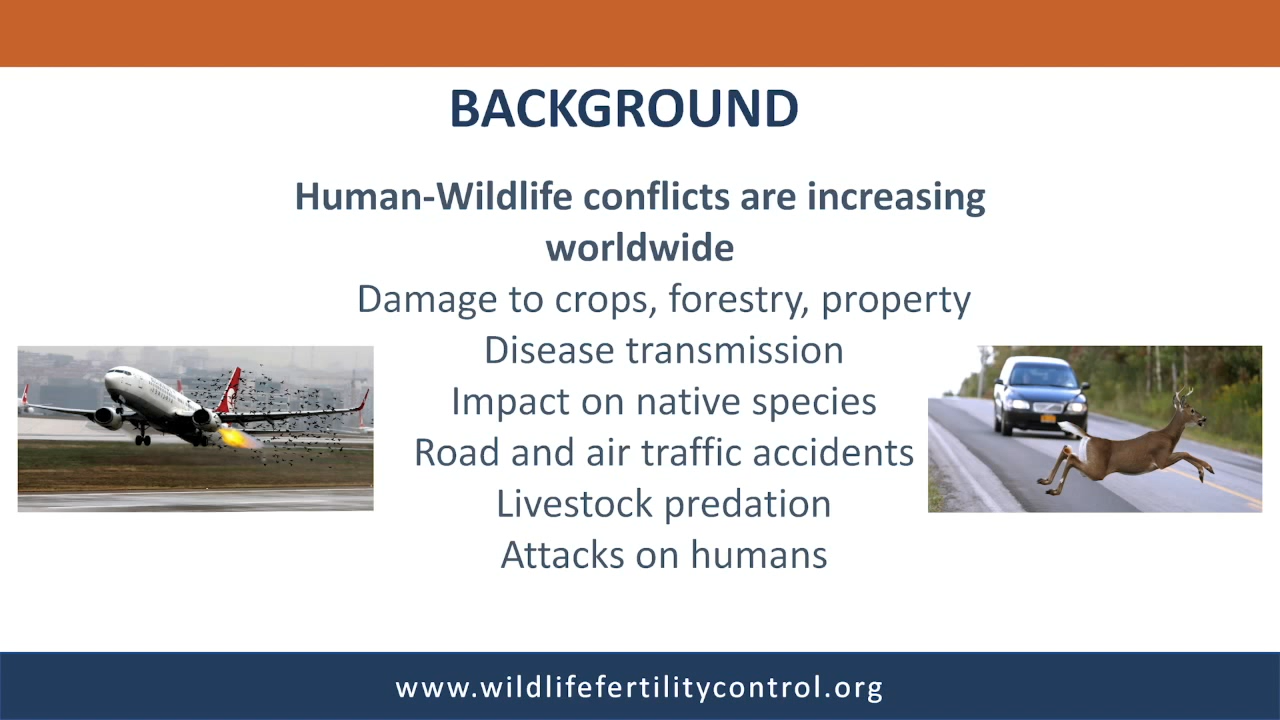 BACKGROUND
Human-Wildlife conflicts are increasing
worldwide
Damage to crops, forestry, property
Disease transmission
Impact on native species
Road and air traffic accidents
Livestock predation
Attacks on humans
www.wildlifefertilitycontrol.org